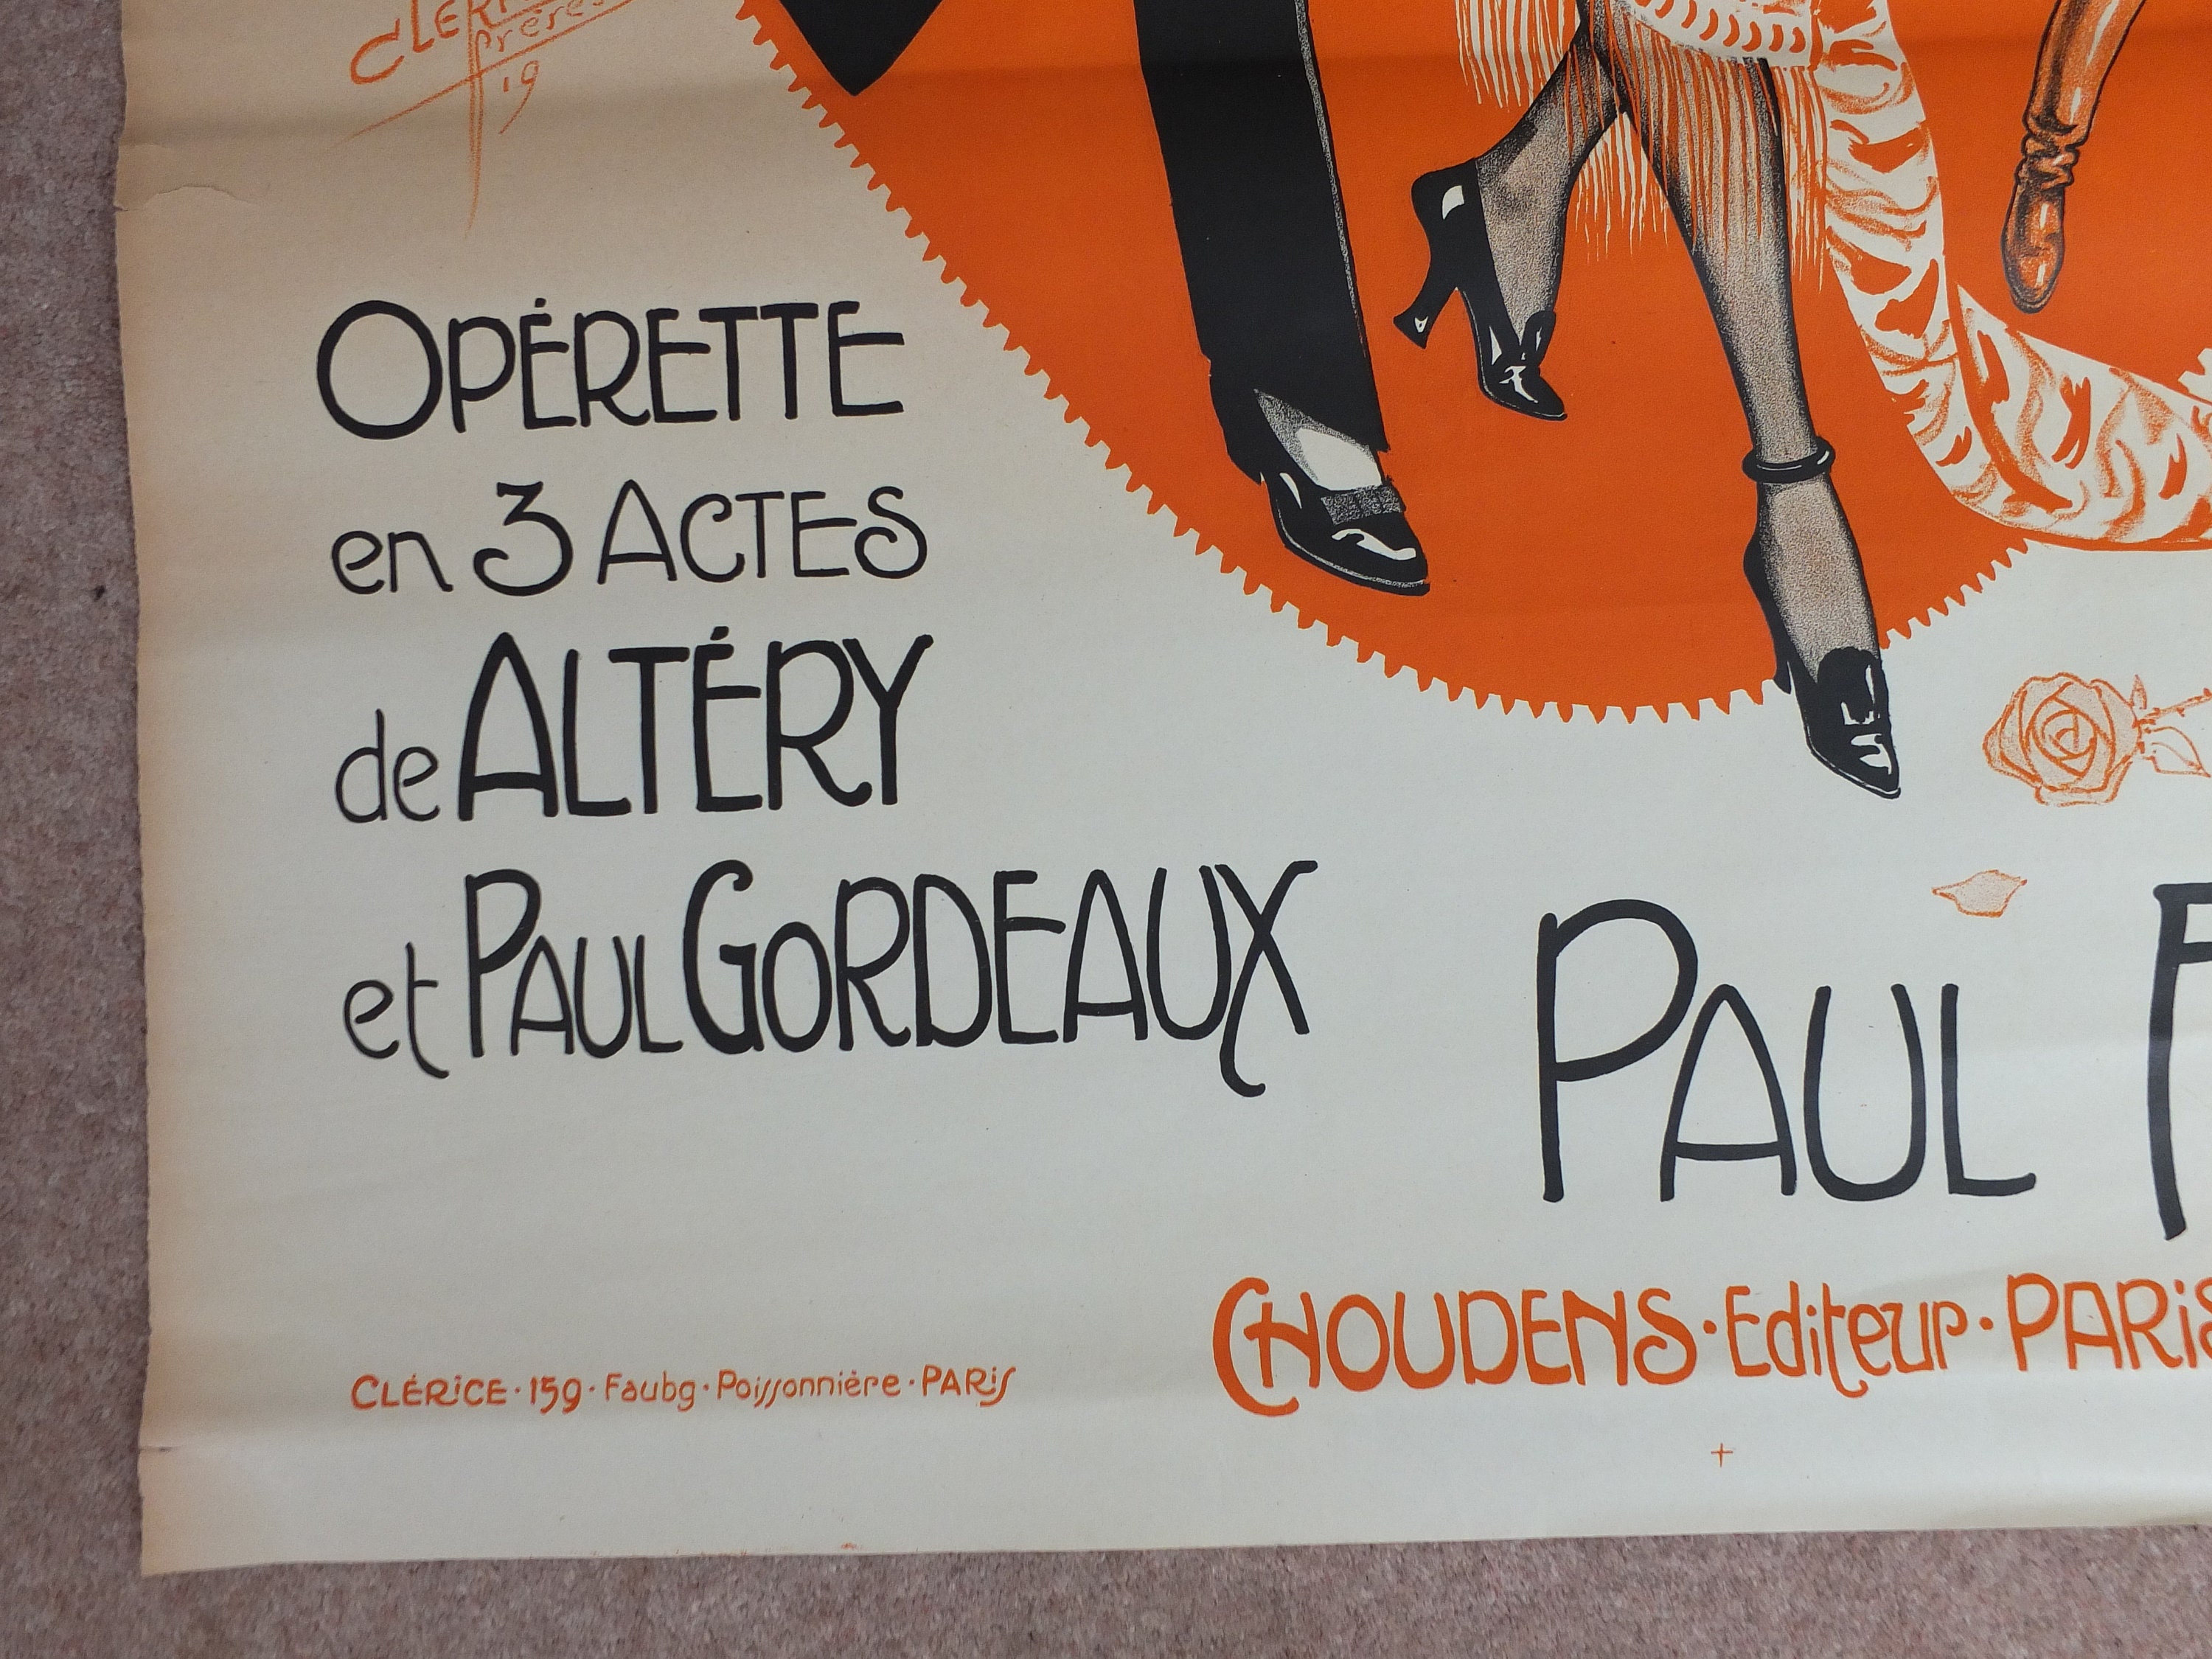 frères
19
OPÉRETTE
en 3 ACTES
de ALTÉRY
et PAUL GORDEAUX
PAUL
CHOUDENS · Editeur · PARIS
CLÉRICE · 159 · Faubg · Poissonnière · PARIS